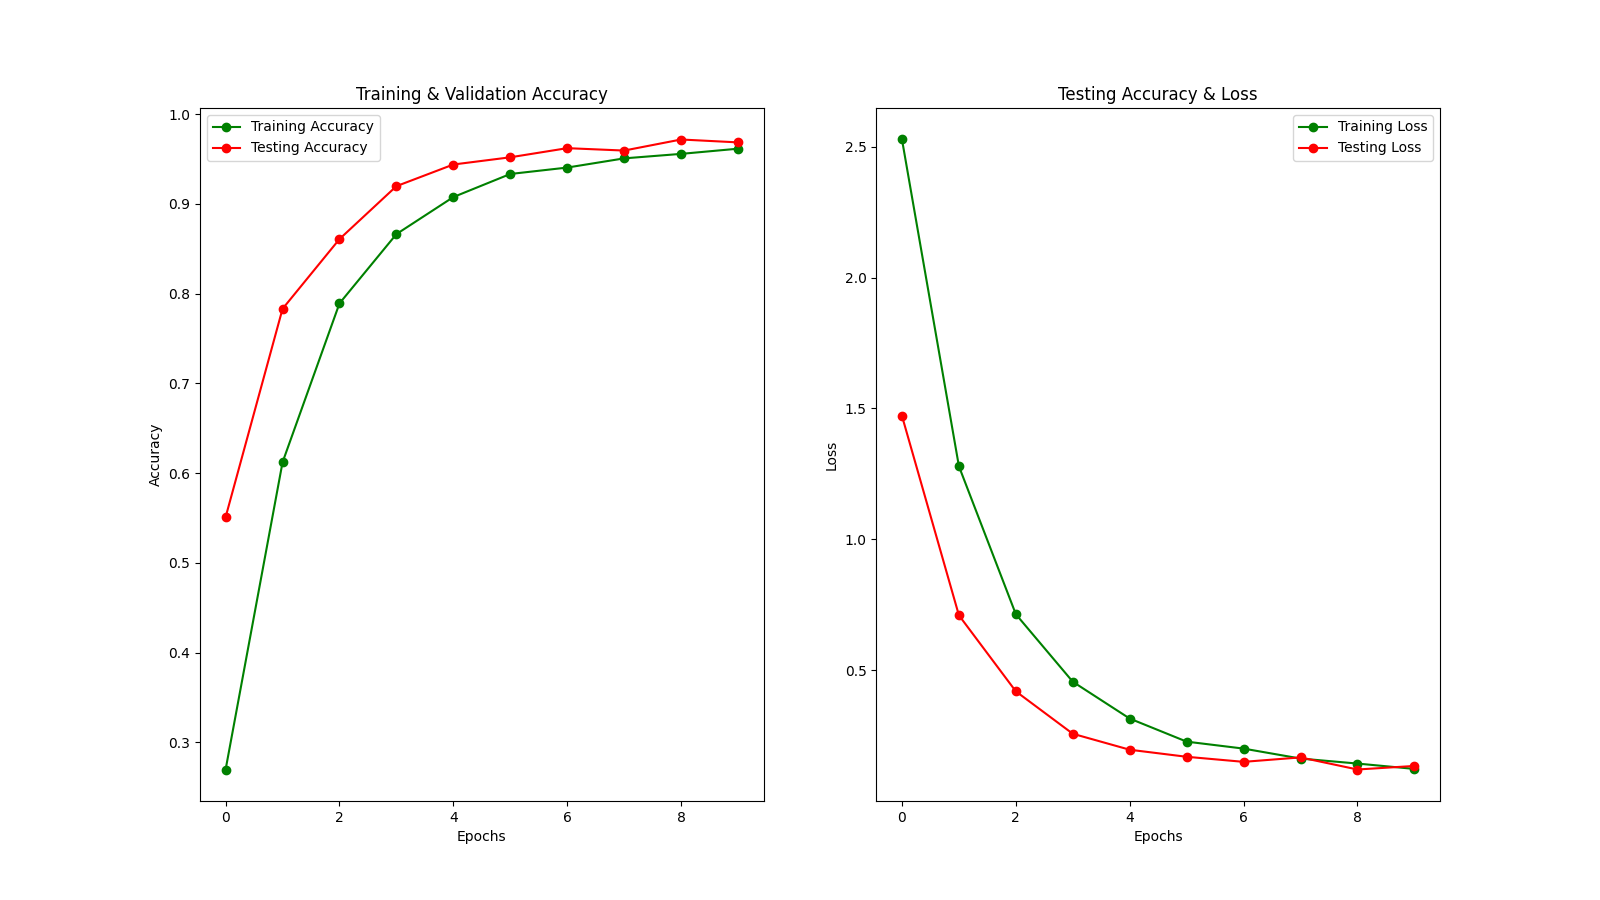 Training & Validation Accuracy
Training Accuracy
Testing Accuracy
1.0
0.9
0.8
0.7
0.6
0.5
0.4
0.3
Accuracy
0 2 4 6 8
Epochs
Testing Accuracy & Loss
Training Loss
Testing Loss
2.5
2.0
1.5
1.0
0.5
Loss
0 2 4 6 8
Epochs